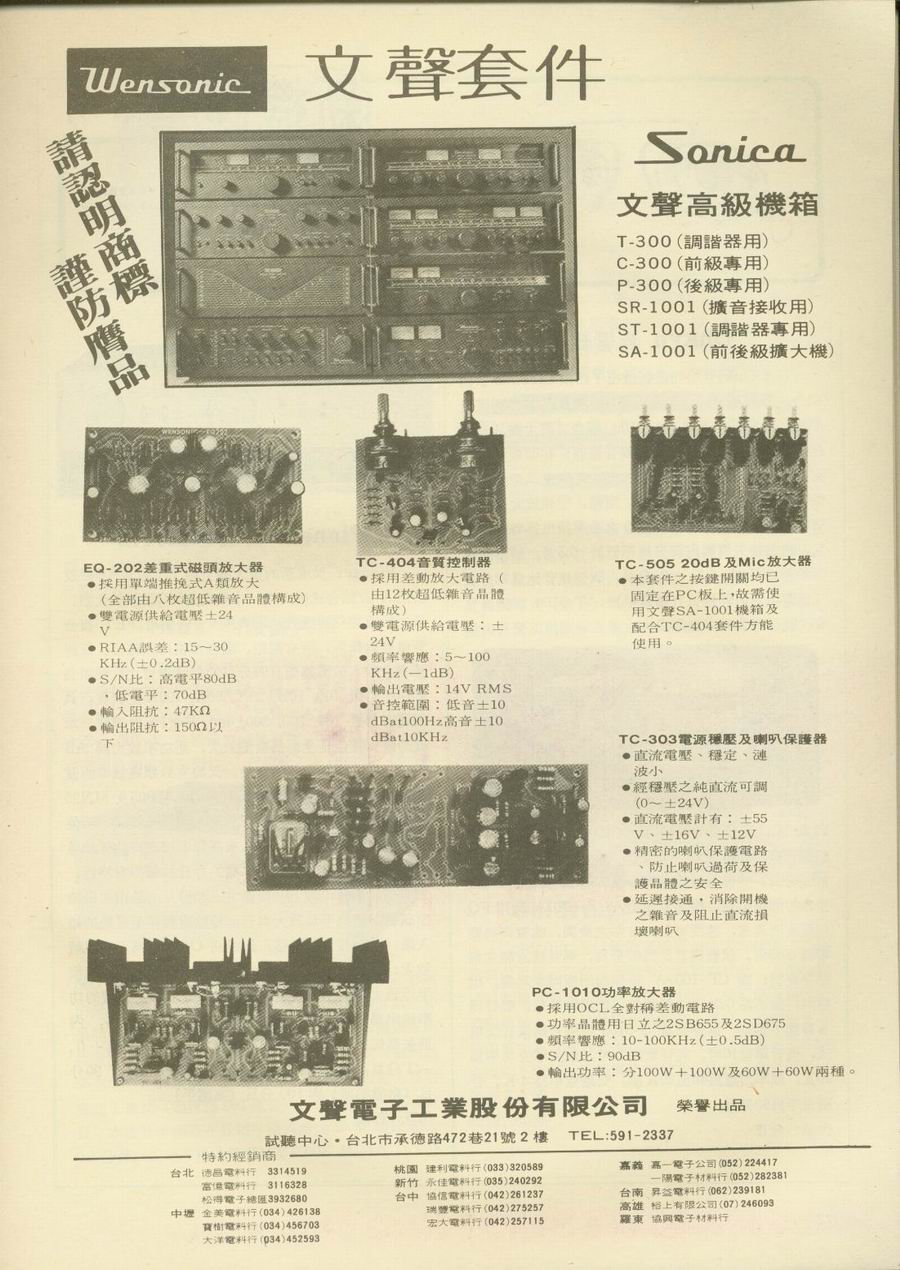 Wensonic
文聲套件
請認明商標
謹防贋品
Sonica
文聲高級機箱
T-300(調諧器用)
C-300(前級專用)
P-300(後級專用)
SR-1001(擴音接收用)
ST-1001(調諧器專用)
SA-1001(前後級擴大機)
EQ-202差重式磁頭放大器
●採用單端推挽式A類放大
(全部由八枚超低雜音晶體構成)
●雙電源供給電壓±24
V
●RIAA誤差：15～30
KHz(±0.2dB)
●S/N比：高電平80dB
，低電平：70dB
●輸入阻抗：47KΩ
●輸出阻抗：150Ω以
下
TC-404音質控制器
●採用差動放大電路(
由12枚超低雜音晶體
構成)
●雙電源供給電壓：±
24V
●頻率響應：5～100
KHz(－1dB)
●輸出電壓：14V RMS
●音控範圍：低音±10
dBat100Hz高音±10
dBat10KHz
TC-505 20dB及Mic放大器
●本套件之按鍵開關均已
固定在PC板上，故需使
用文聲SA-1001機箱及
配合TC-404套件方能
使用。
TC-303電源穩壓及喇叭保護器
●直流電壓、穩定、漣
波小
●經穩壓之純直流可調
(0～±24V)
●直流電壓計有：±55
V、±16V、±12V
●精密的喇叭保護電路
、防止喇叭過荷及保
護晶體之安全
●延遲接通，消除開機
之雜音及阻止直流損
壞喇叭
PC-1010功率放大器
●採用OCL全對稱差動電路
●功率晶體用日立之2SB655及2SD675
●頻率響應：10-100KHz(±0.5dB)
●S/N比：90dB
●輸出功率：分100W＋100W及60W＋60W兩種。
文聲電子工業股份有限公司 榮譽出品
試聽中心・台北市承德路472巷21號2樓 TEL:591-2337
特約經銷商
台北 德昌電料行 3314519
富億電料行 3116328
松得電子總匯3932680
中壢 金美電料行(034)426138
寶樹電料行(034)456703
大洋電料行(034)452593
桃園 建利電料行(033)320589
新竹 永佳電料行(035)240292
台中 協信電料行(042)261237
瑞豐電料行(042)275257
宏大電料行(042)257115
嘉義 嘉一電子公司(052)224417
一陽電子材料行(052)282381
台南 昇益電料行(062)239181
高雄 裕上有限公司(07)246093
羅東 協興電子材料行